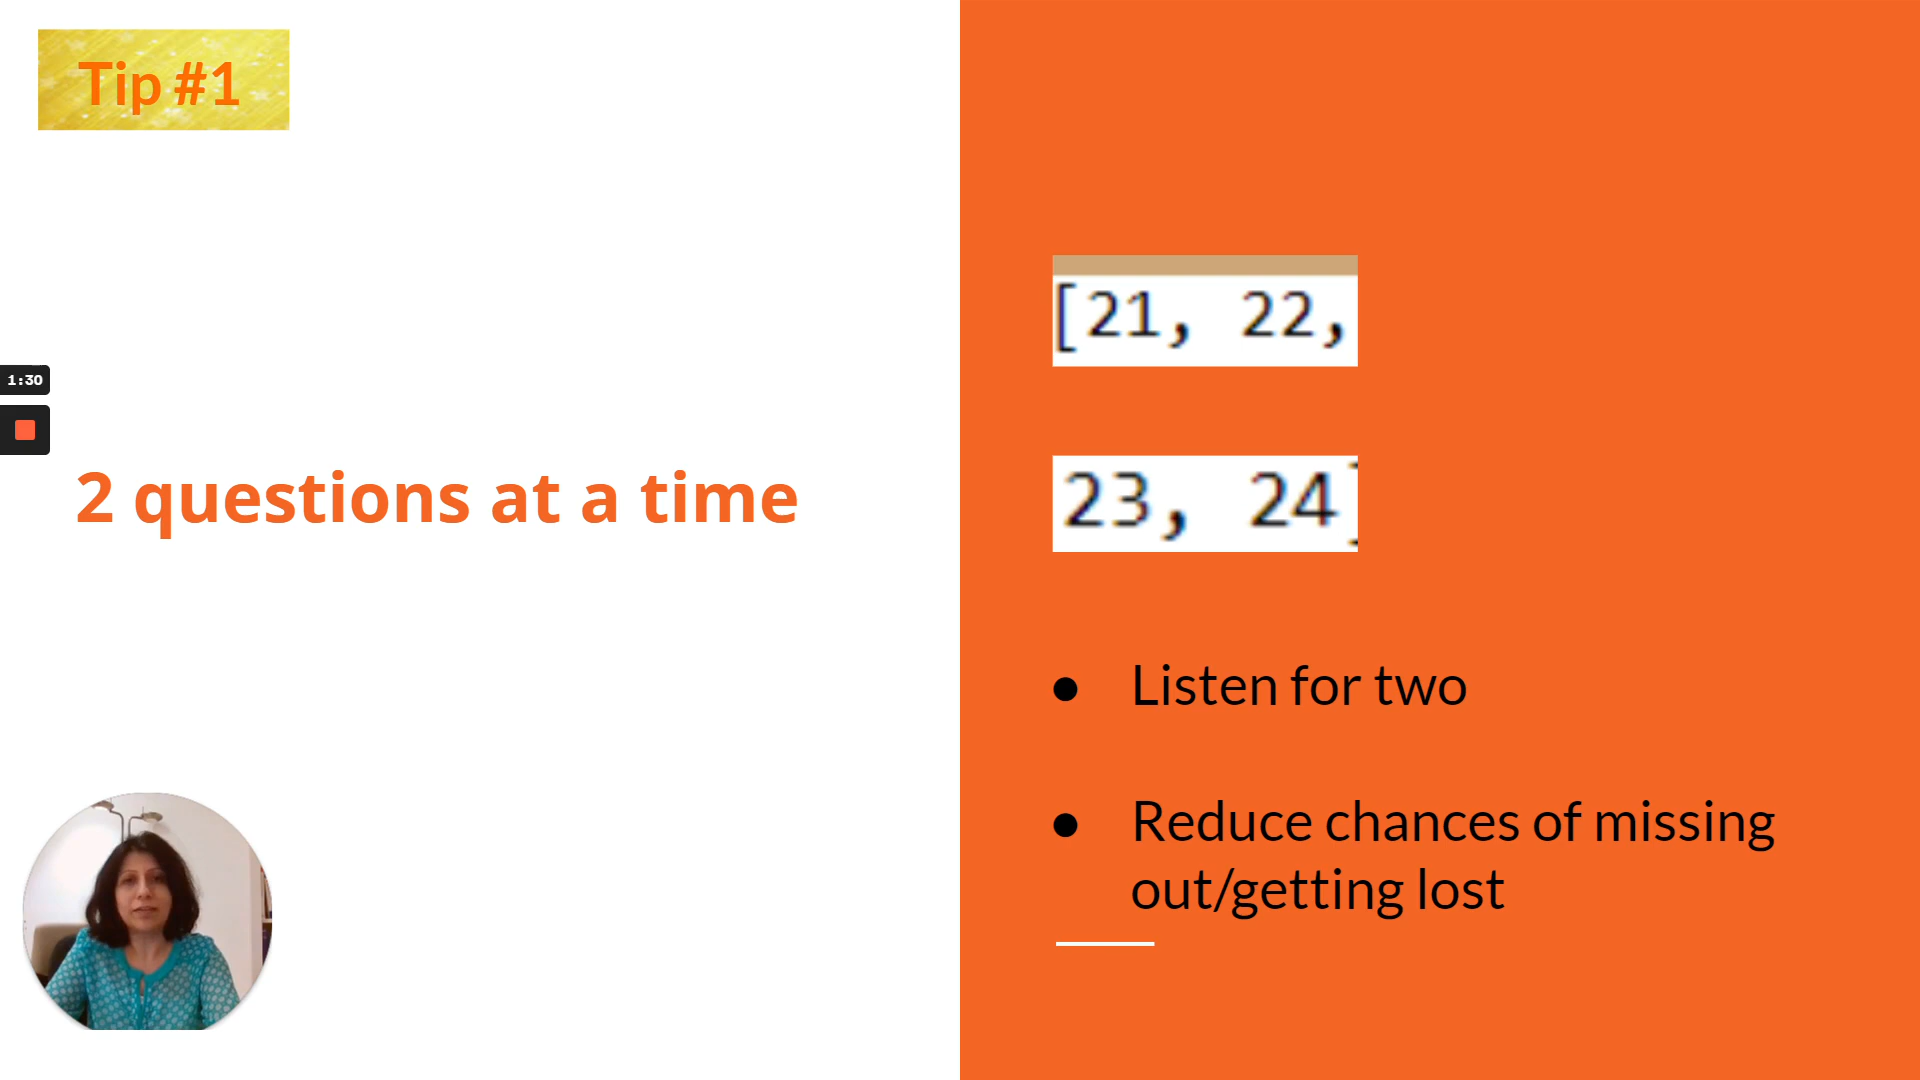 Tip #1
1:30
2 questions at a time
[21, 22,
23, 24]
● Listen for two
● Reduce chances of missing
out/getting lost